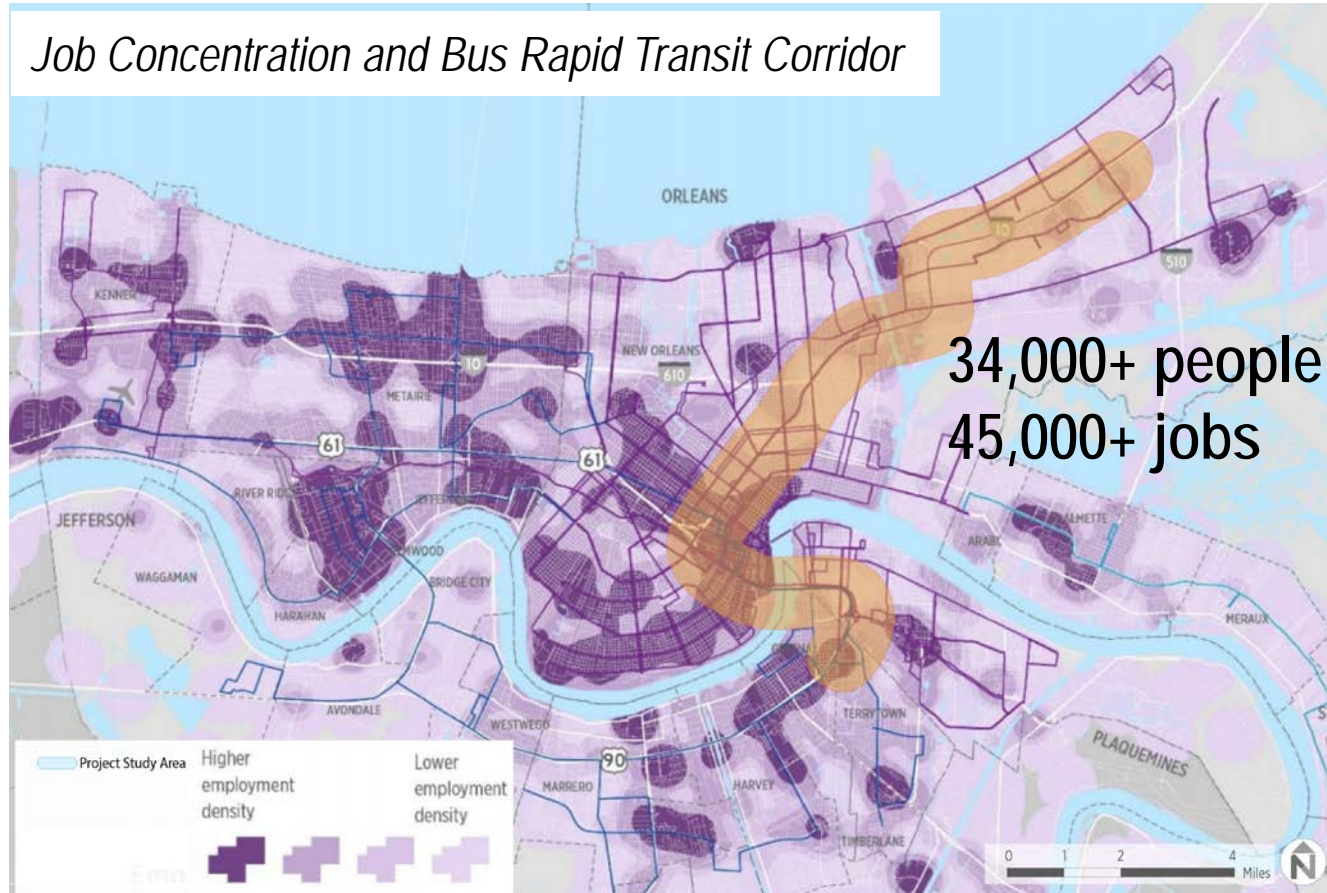 Job Concentration and Bus Rapid Transit Corridor
ORLEANS
10
510
KENNER
NEW ORLEANS
610
10
METAIRIE
34,000+ people
45,000+ jobs
61
61
RIVER RIDGE
JEFFERSON
WAGGAMAN
BRIDGE CITY
HARAHAN
MERAUX
AVONDALE
WESTWEGO
TERRYTOWN
PLAQUEMINES
90
MARRERO
HARVEY
TIMBERLANE
Project Study Area
Higher
employment
density
Lower
employment
density
0 1 2 4
Miles
N